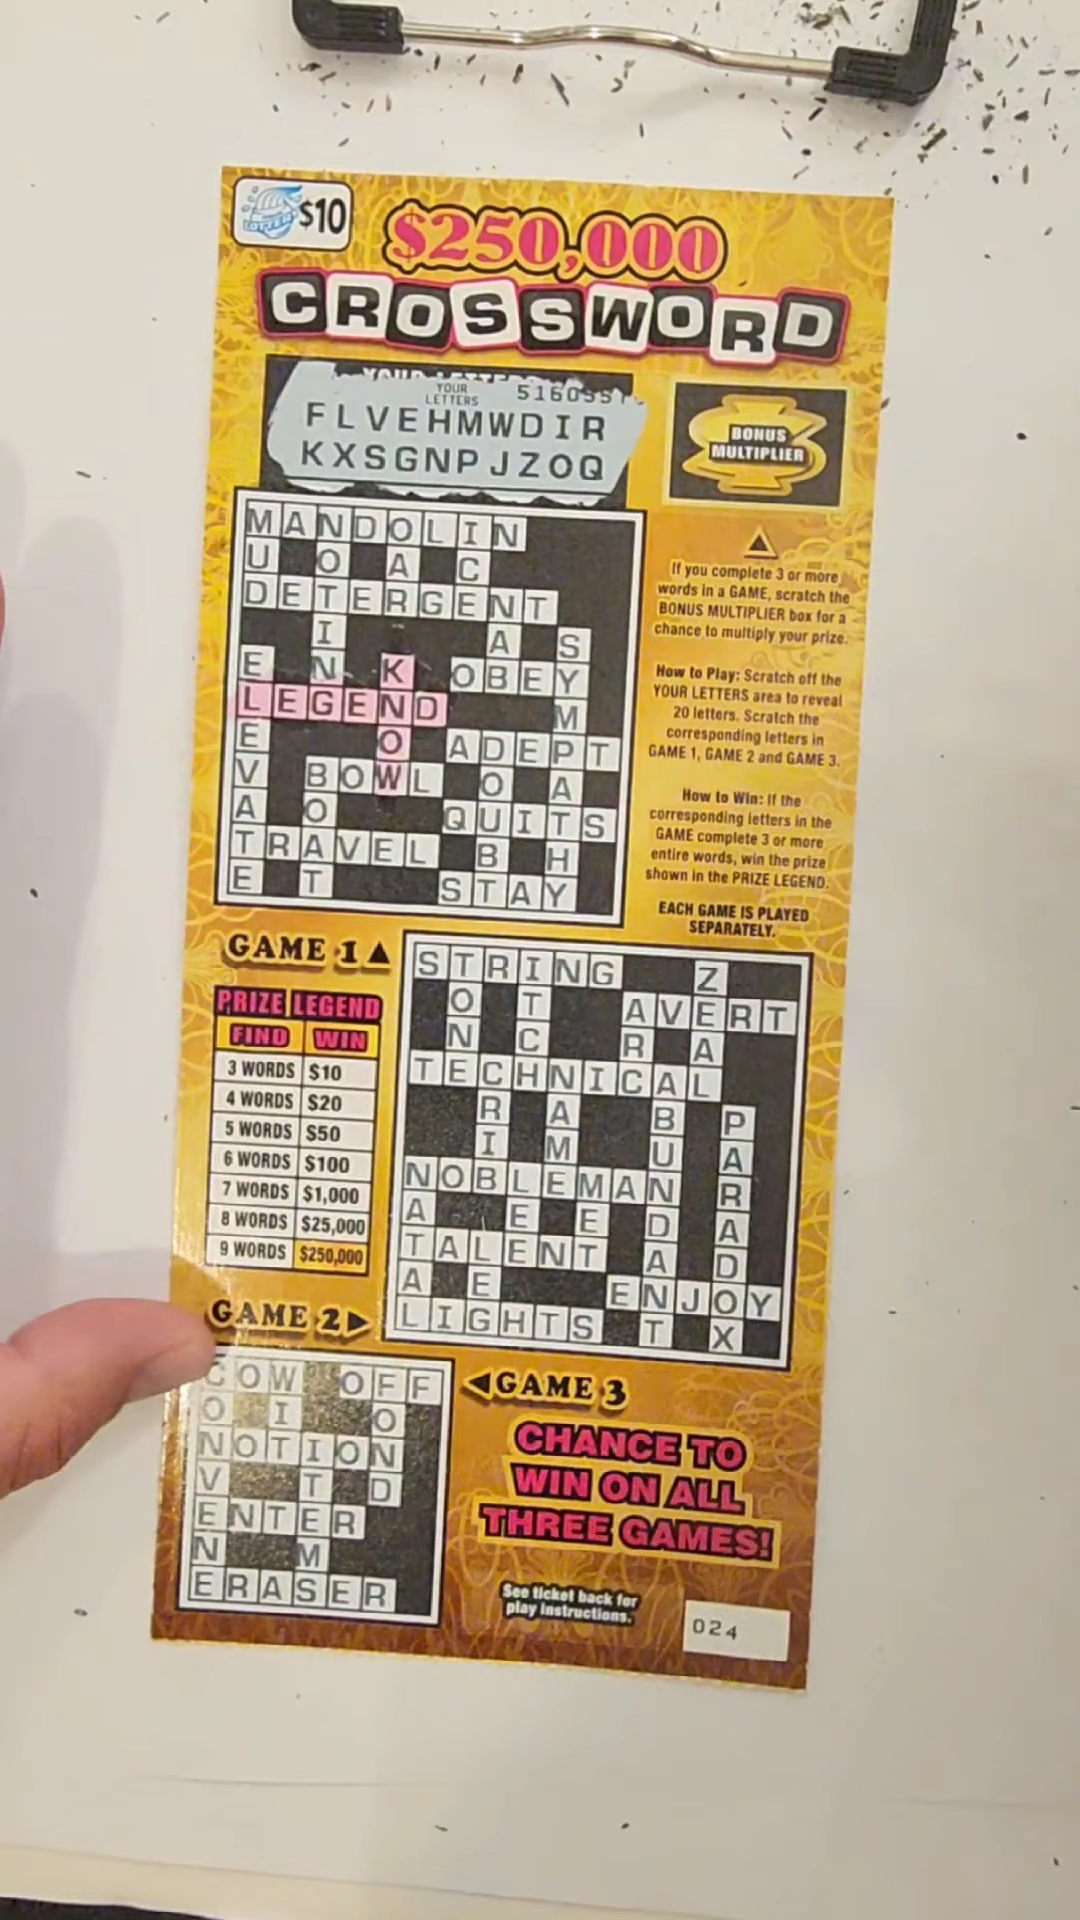 LOTTERY $10
$250,000
CROSSWORD
YOUR LETTERS
YOUR
LETTERS
FLVEHMWDIR
KXSGNPJZOQ
BONUS
MULTIPLIER
If you complete 3 or more
words in a GAME, scratch the
BONUS MULTIPLIER box for a
chance to multiply your prize.
How to Play: Scratch off the
YOUR LETTERS area to reveal
20 letters. Scratch the
corresponding letters in
GAME 1, GAME 2 and GAME 3.
How to Win: If the
corresponding letters in the
GAME complete 3 or more
entire words, win the prize
shown in the PRIZE LEGEND.
EACH GAME IS PLAYED
SEPARATELY.
MANDOLIN
U O A C
DETERGENT
I A S
E N K OBEY
LEGEND M
E O ADEPT
V BOWL O A
A O QUITS
TRAVEL B H
E T STAY
GAME 1
PRIZE LEGEND
FIND WIN
3 WORDS $10
4 WORDS $20
5 WORDS $50
6 WORDS $100
7 WORDS $1,000
8 WORDS $25,000
9 WORDS $250,000
GAME 2
STRING Z
O T AVERT
N C R A
TECHNICAL
R A B P
I M U A
NOBLEMAN R
A E E D A
TALENT A D
A E ENJOY
LIGHTS T X
GAME 3
COW OFF
O I O
NOTION
V T D
ENTER
N M
ERASER
CHANCE TO
WIN ON ALL
THREE GAMES!
See ticket back for
play instructions.
024